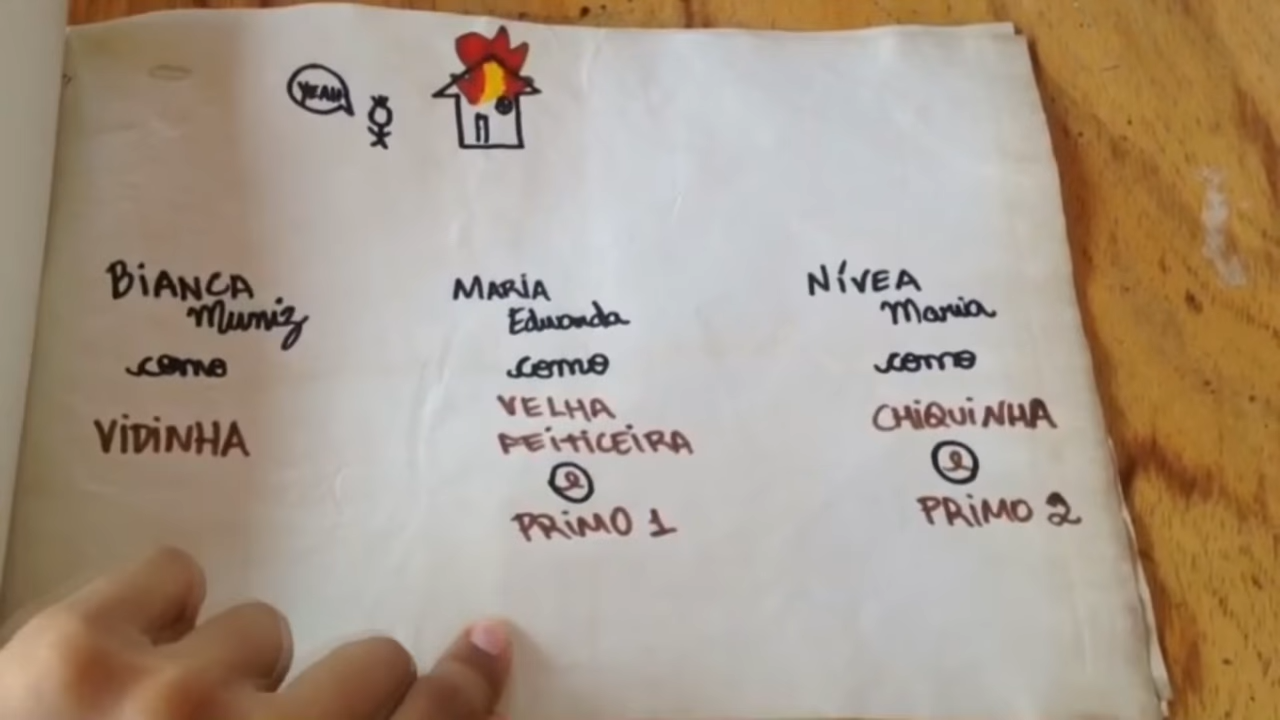 YEAH
BIANCA
Muniz
como
VIDINHA
MARIA
Eduarda
como
VELHA
FEITICEIRA
e
PRIMO 1
NÍVEA
Maria
como
CHIQUINHA
e
PRIMO 2